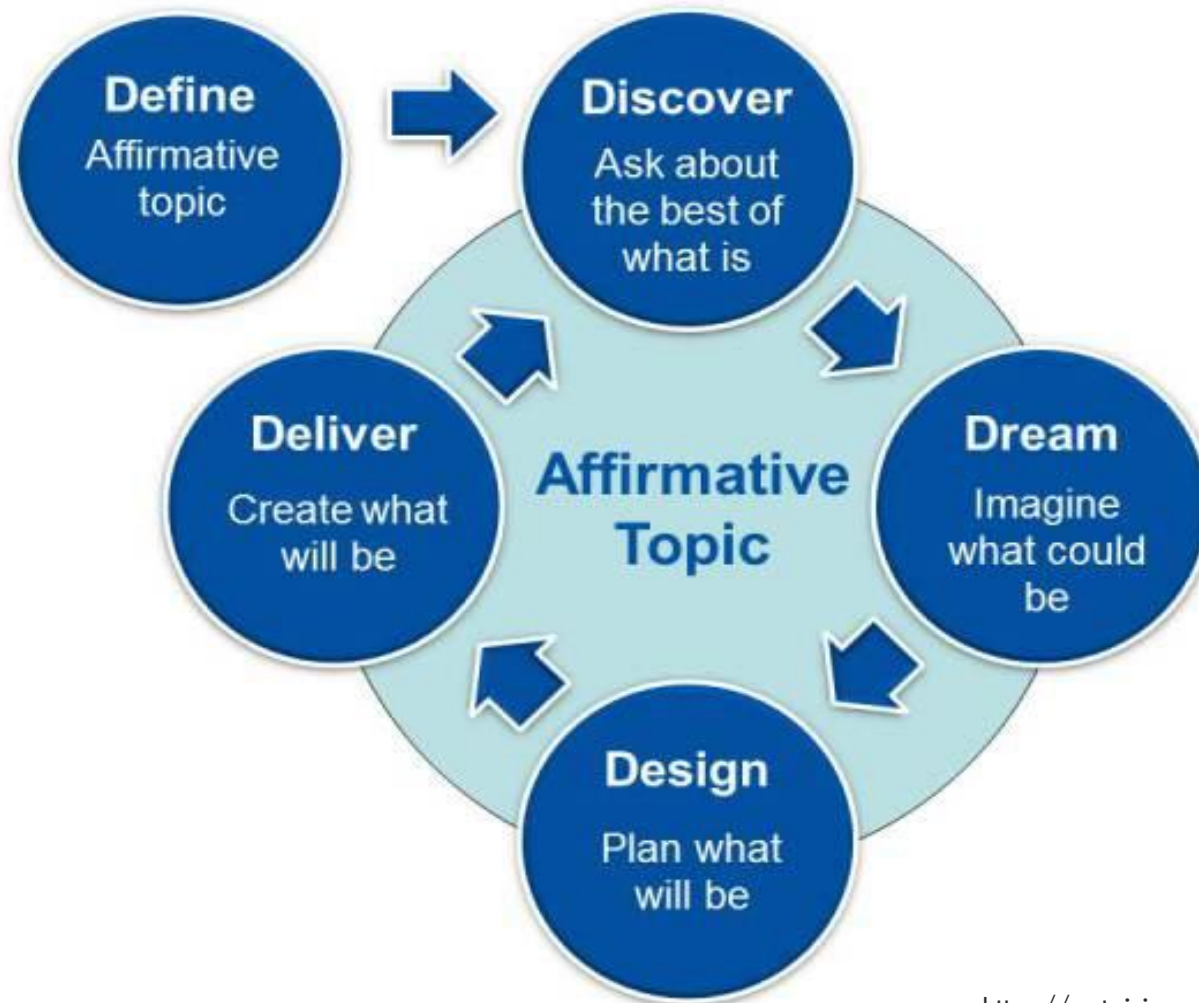 Define
Affirmative
topic
Discover
Ask about
the best of
what is
Dream
Imagine
what could
be
Design
Plan what
will be
Deliver
Create what
will be
Affirmative
Topic